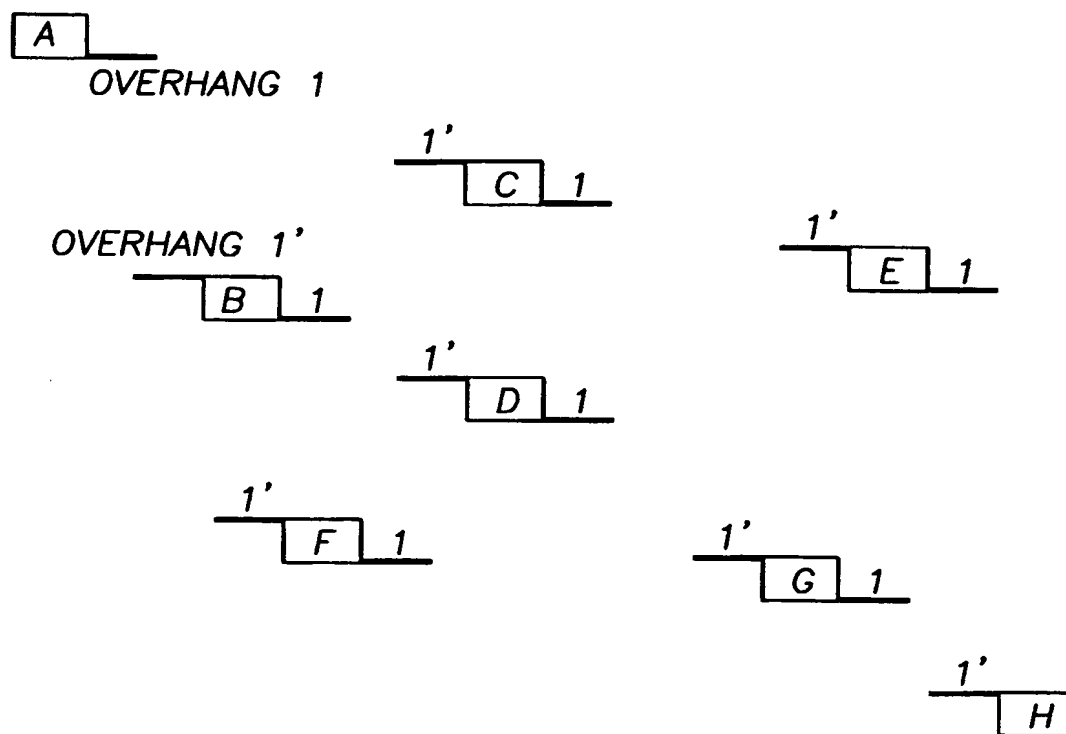 A
OVERHANG 1
1'
C 1
OVERHANG 1'
1'
E 1
B 1
1'
D 1
1'
F 1
1'
G 1
1'
H